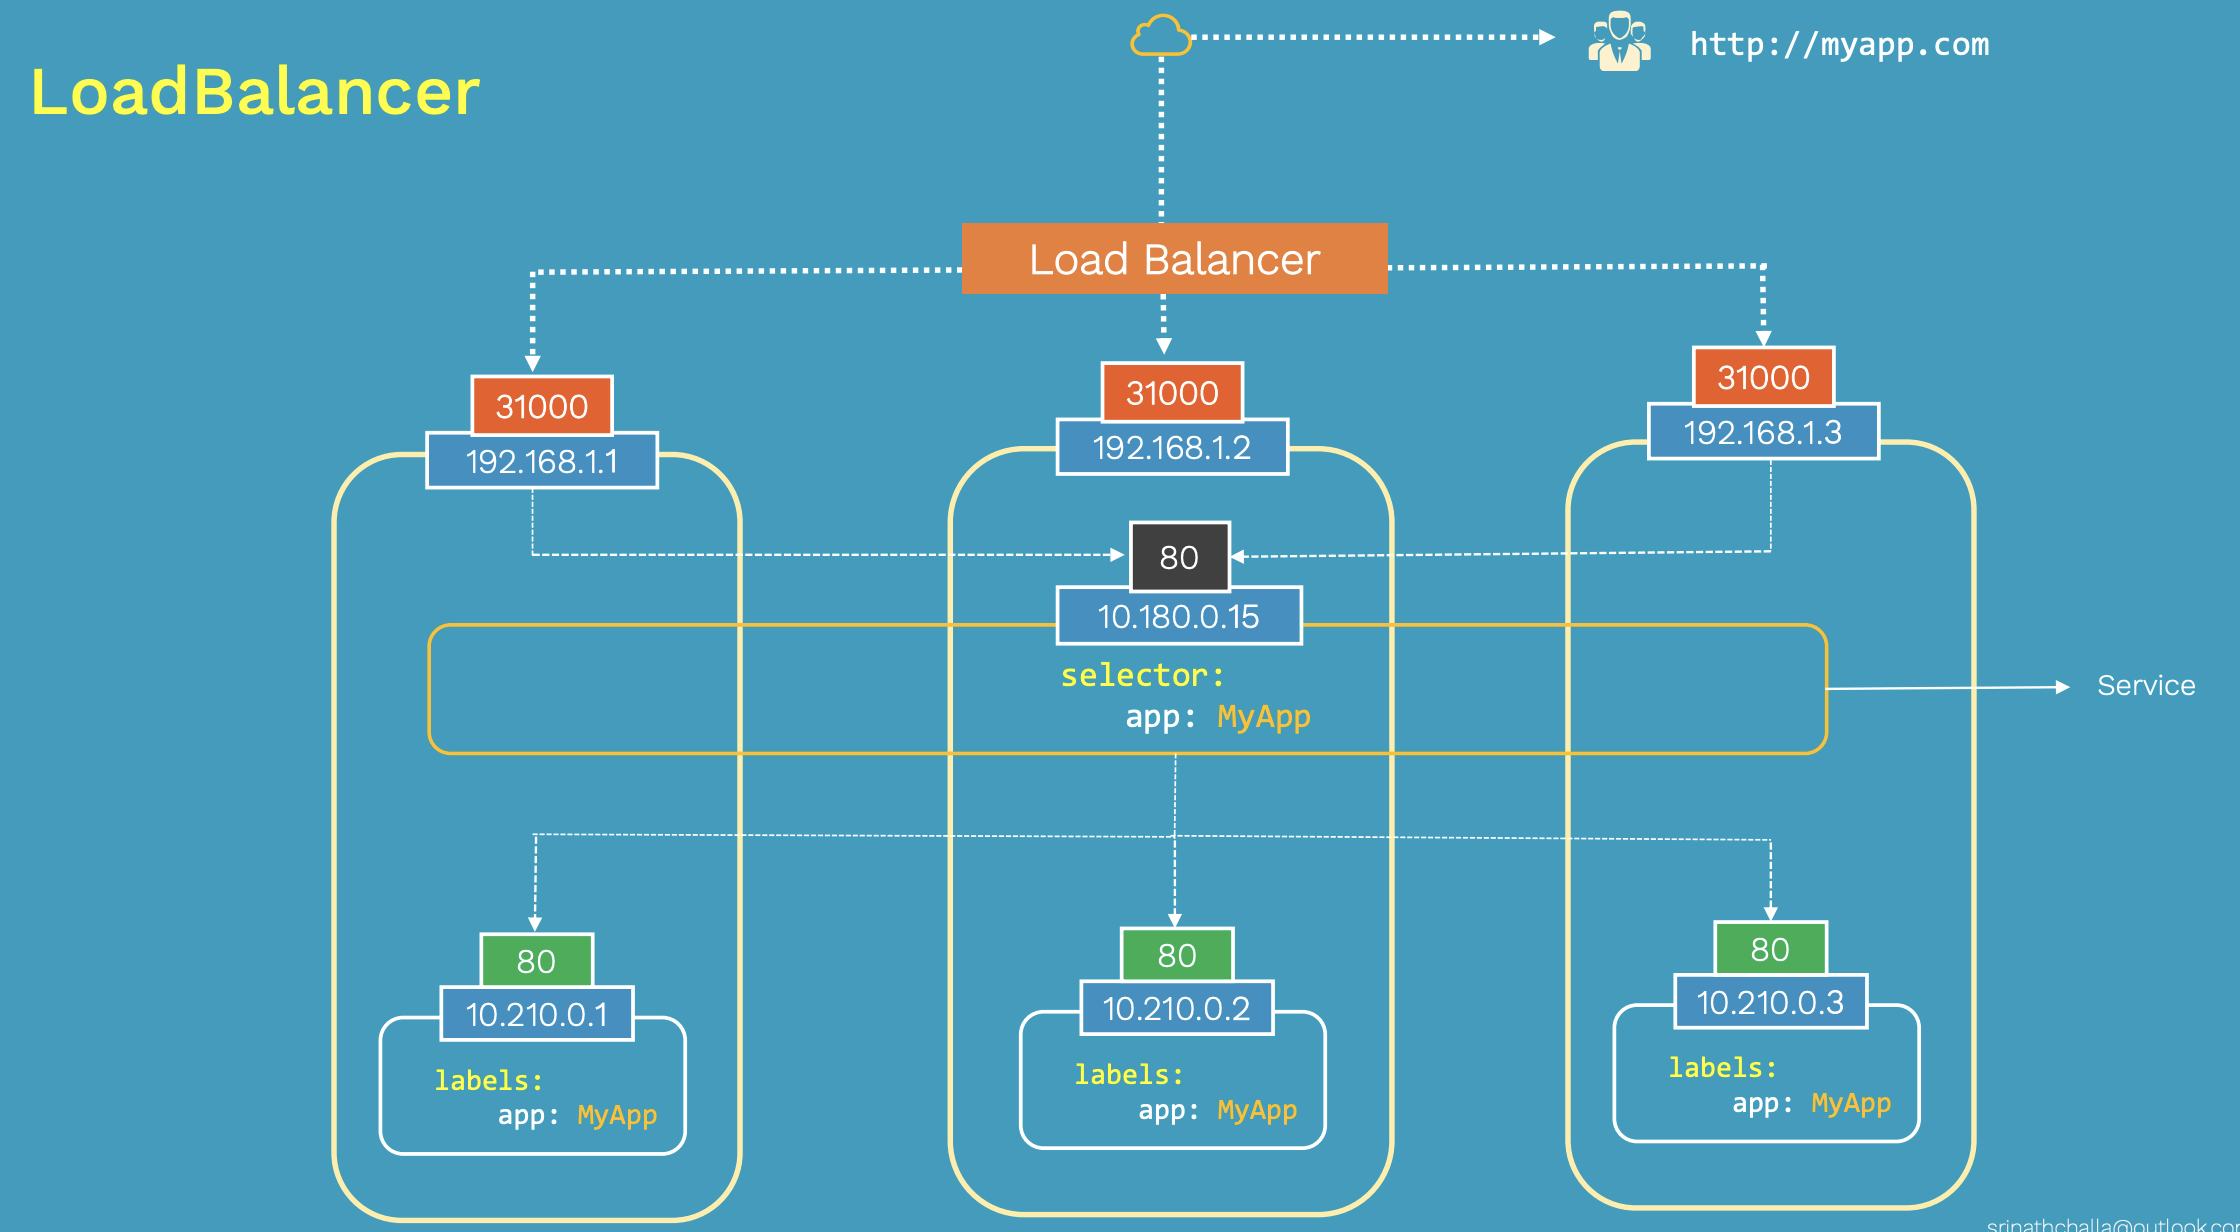 http://myapp.com
LoadBalancer
Load Balancer
31000
192.168.1.1
31000
192.168.1.2
31000
192.168.1.3
80
10.180.0.15
selector:
app: MyApp
Service
80
10.210.0.1
labels:
app: MyApp
80
10.210.0.2
labels:
app: MyApp
80
10.210.0.3
labels:
app: MyApp
srinathchalla@outlook.com